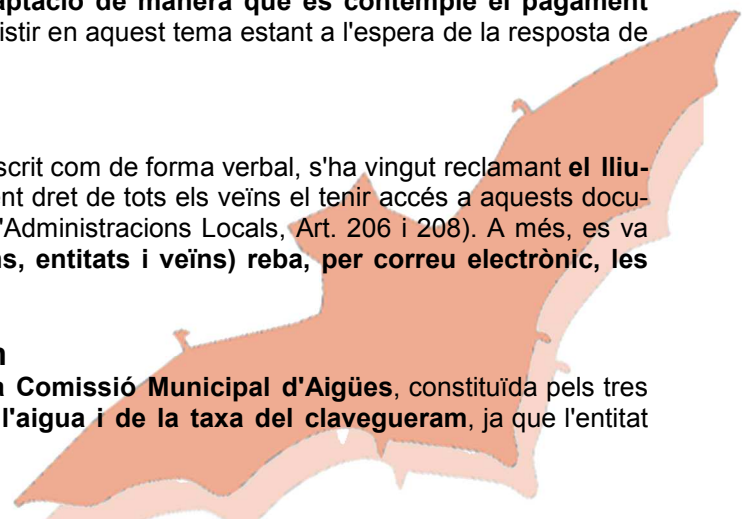 aptació de manera que es contemple el pagament
istir en aquest tema estant a l'espera de la resposta de
scrit com de forma verbal, s'ha vingut reclamant el lliu-
ent dret de tots els veïns el tenir accés a aquests docu-
'Administracions Locals, Art. 206 i 208). A més, es va
ns, entitats i veïns) reba, per correu electrònic, les
a Comissió Municipal d'Aigües, constituïda pels tres
l'aigua i de la taxa del clavegueram, ja que l'entitat